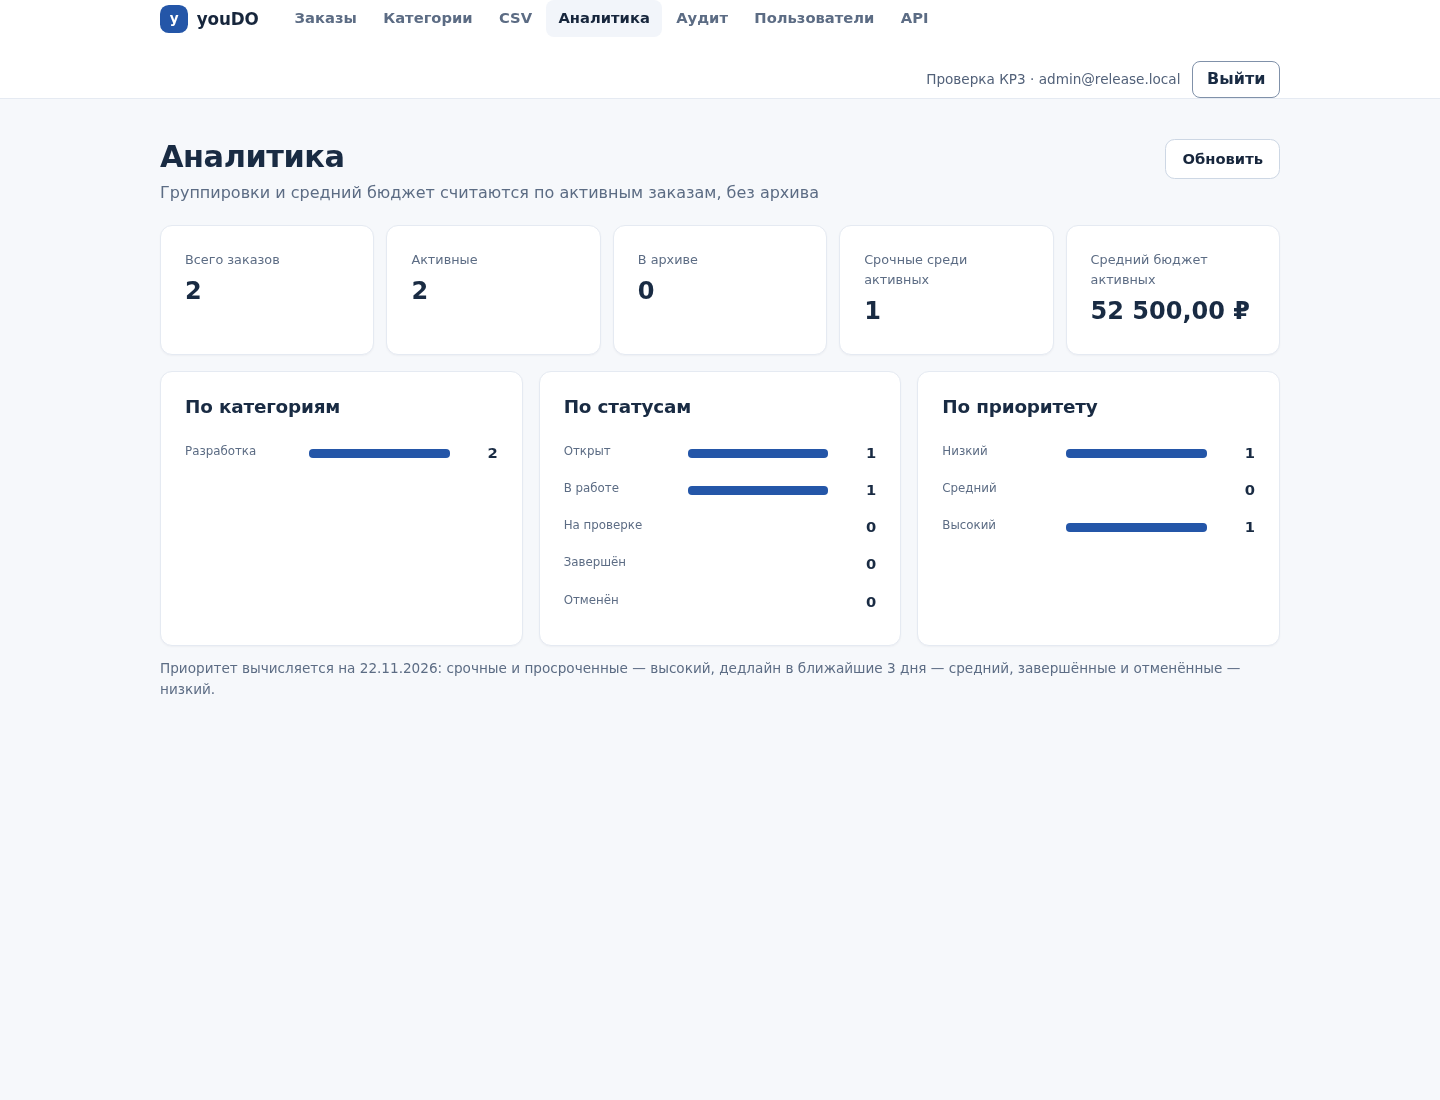 y youDO Заказы Категории CSV Аналитика Аудит Пользователи API
Проверка КР3 · admin@release.local Выйти
Аналитика
Обновить
Группировки и средний бюджет считаются по активным заказам, без архива
Всего заказов
2
Активные
2
В архиве
0
Срочные среди
активных
1
Средний бюджет
активных
52 500,00 ₽
По категориям
Разработка 2
По статусам
Открыт 1
В работе 1
На проверке 0
Завершён 0
Отменён 0
По приоритету
Низкий 1
Средний 0
Высокий 1
Приоритет вычисляется на 22.11.2026: срочные и просроченные — высокий, дедлайн в ближайшие 3 дня — средний, завершённые и отменённые —
низкий.